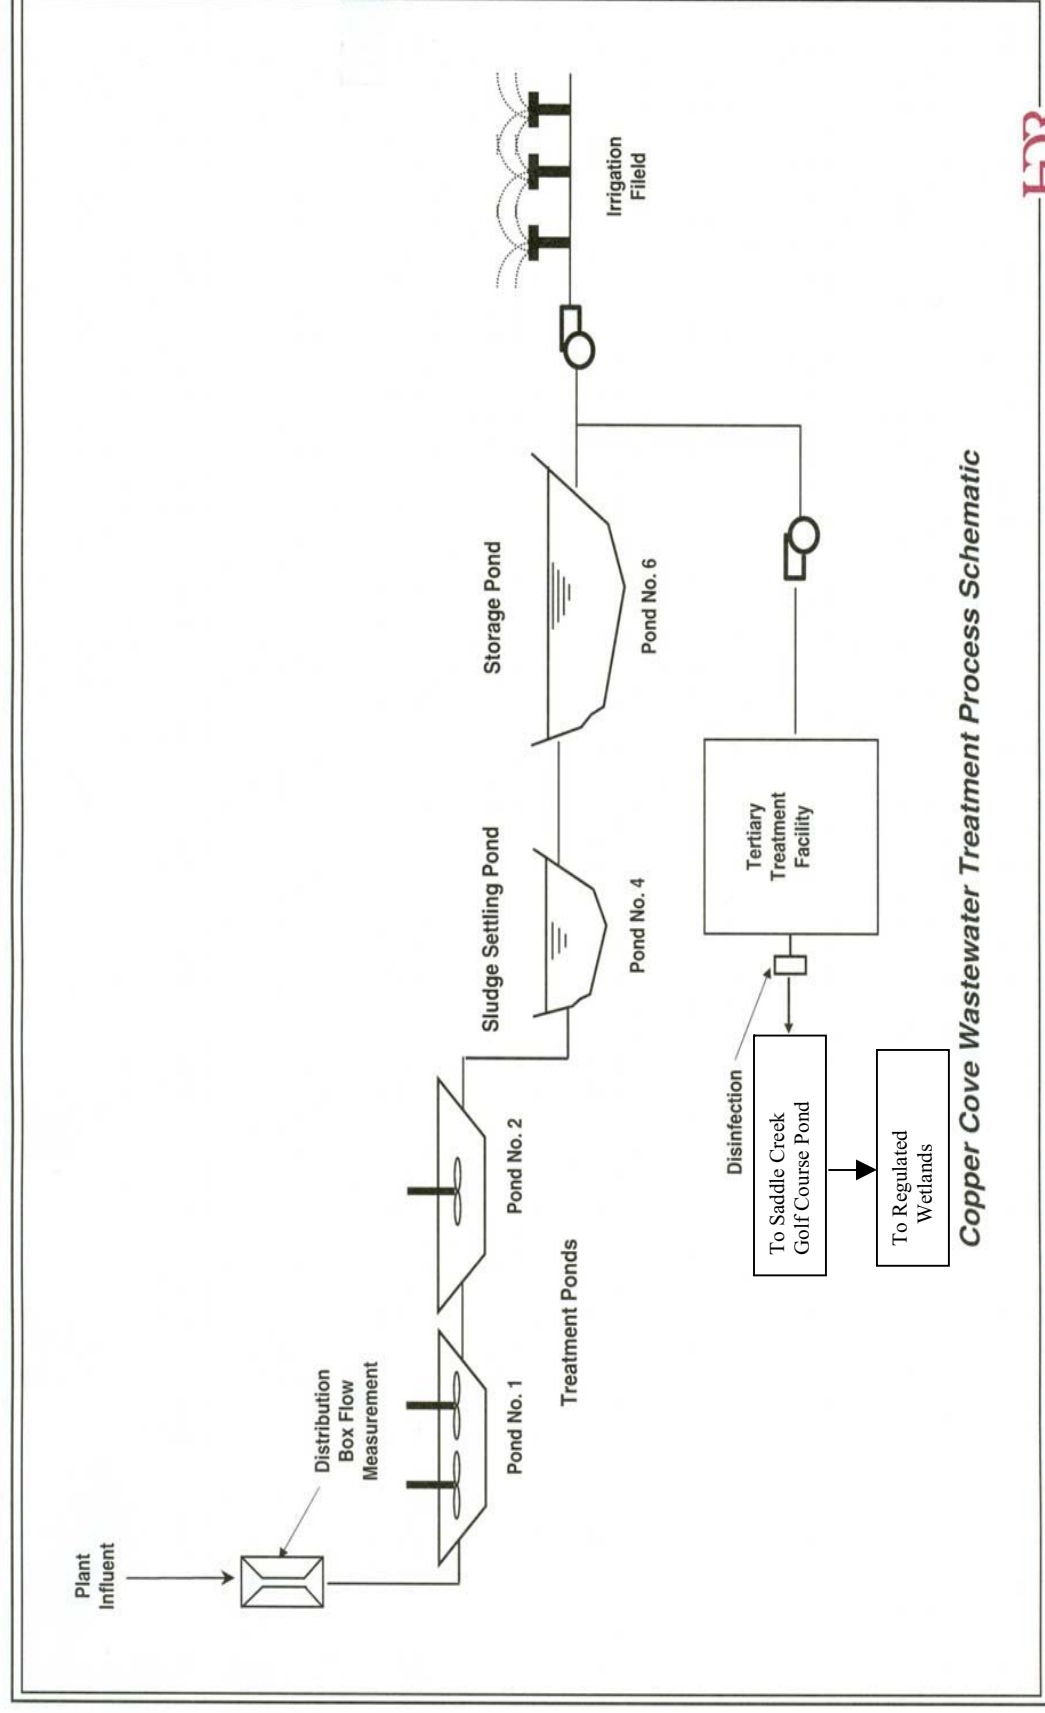 Plant
Influent
Distribution
Box Flow
Measurement
Pond No. 1
Pond No. 2
Treatment Ponds
Sludge Settling Pond
Pond No. 4
Storage Pond
Pond No. 6
Irrigation
Fileld
Tertiary
Treatment
Facility
Disinfection
To Saddle Creek
Golf Course Pond
To Regulated
Wetlands
Copper Cove Wastewater Treatment Process Schematic